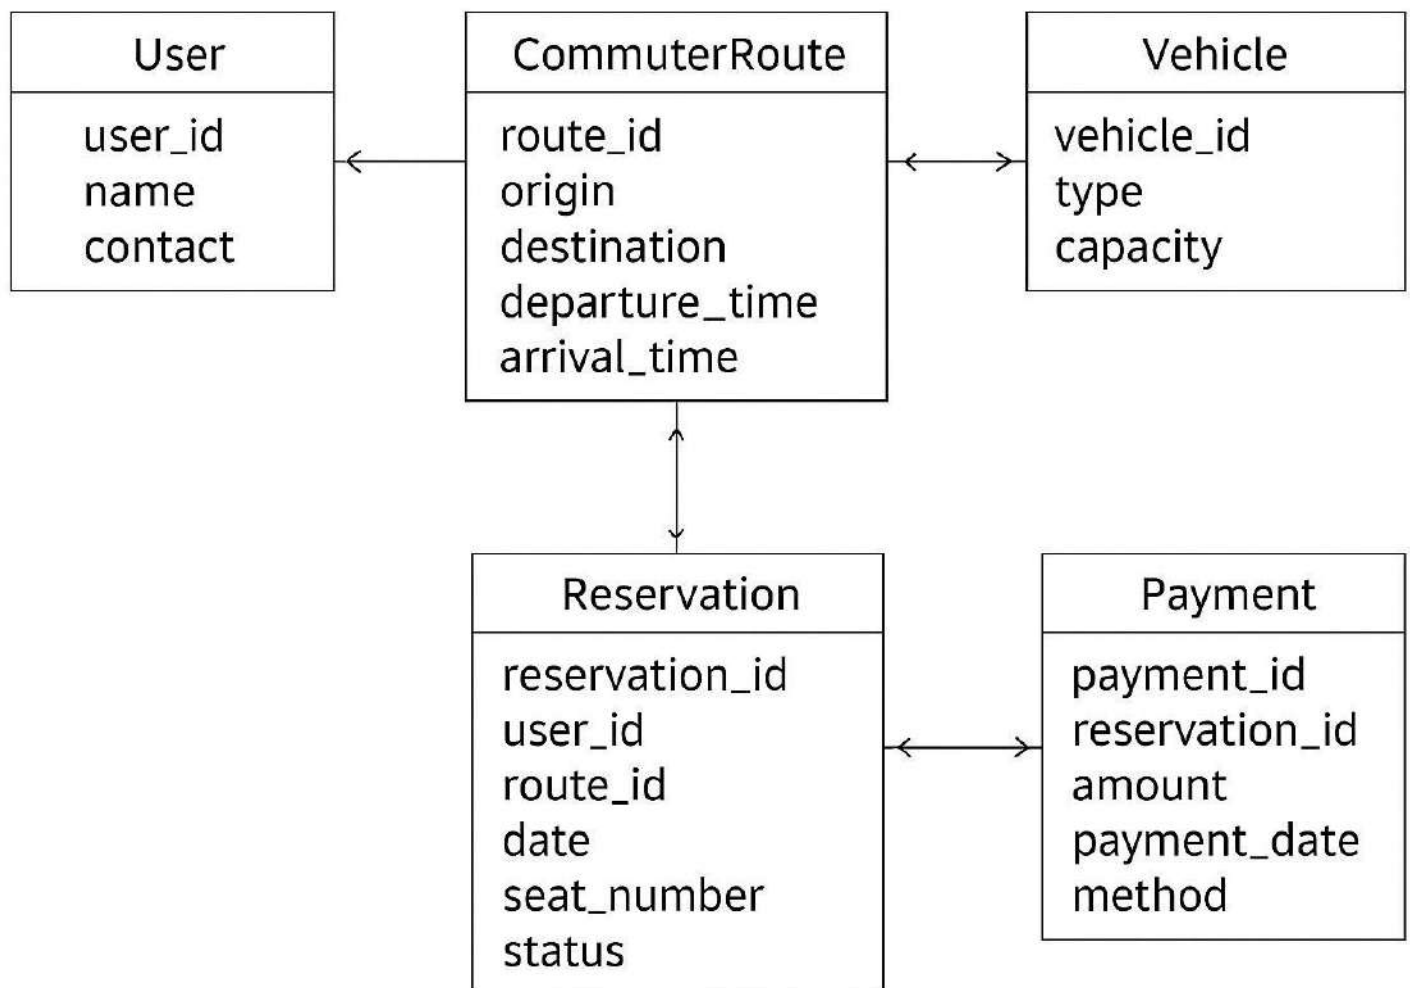 User
user_id
name
contact
CommuterRoute
route_id
origin
destination
departure_time
arrival_time
Vehicle
vehicle_id
type
capacity
Reservation
reservation_id
user_id
route_id
date
seat_number
status
Payment
payment_id
reservation_id
amount
payment_date
method